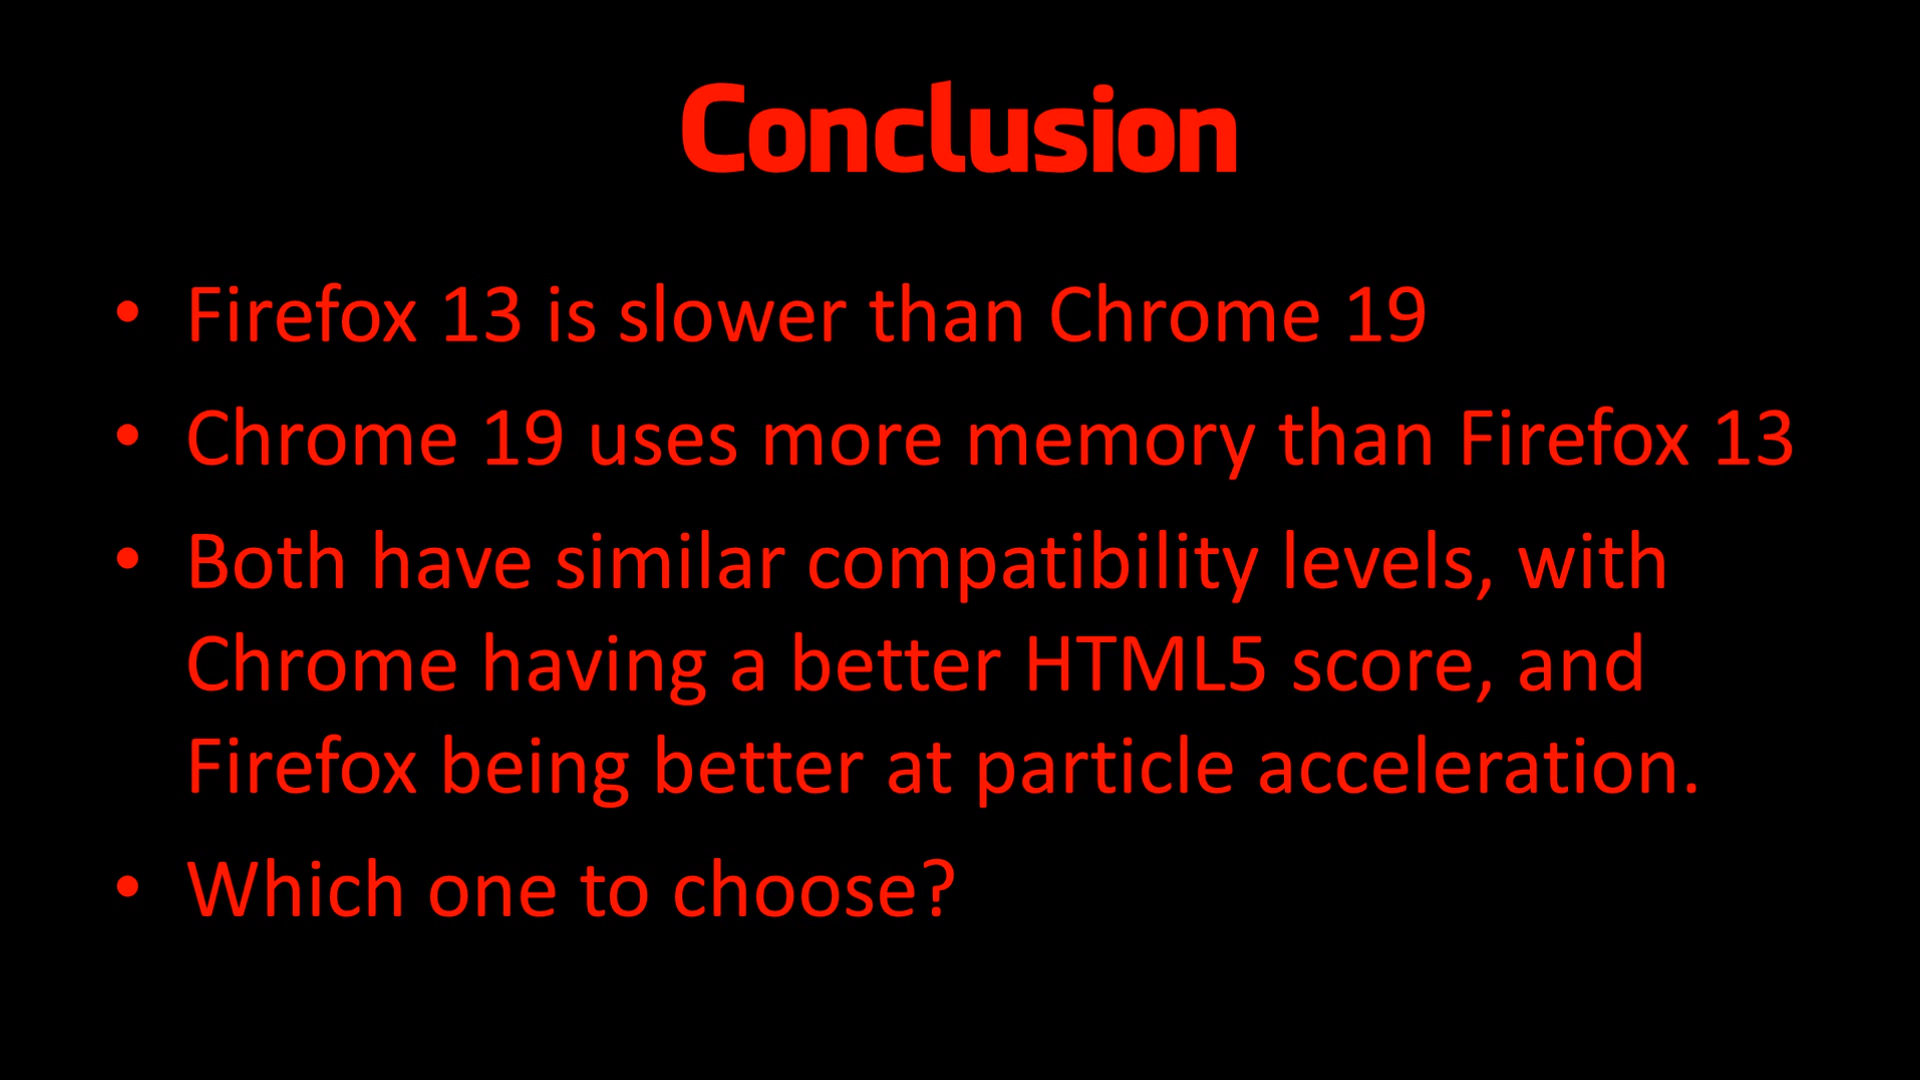 Conclusion
• Firefox 13 is slower than Chrome 19
• Chrome 19 uses more memory than Firefox 13
• Both have similar compatibility levels, with
Chrome having a better HTML5 score, and
Firefox being better at particle acceleration.
• Which one to choose?